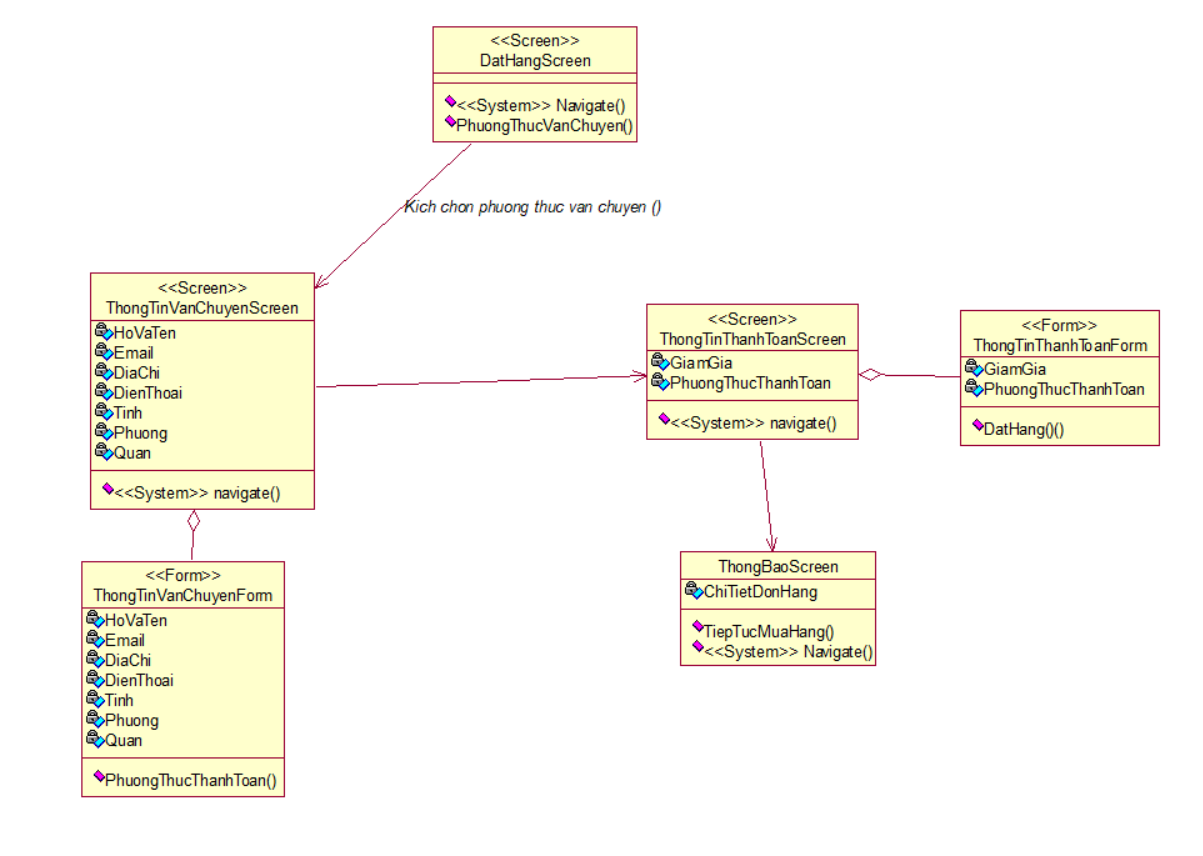 <<Screen>>
DatHangScreen
<<System>> Navigate()
PhuongThucVanChuyen()
Kich chon phuong thuc van chuyen ()
<<Screen>>
ThongTinVanChuyenScreen
HoVaTen
Email
DiaChi
DienThoai
Tinh
Phuong
Quan
<<System>> navigate()
<<Screen>>
ThongTinThanhToanScreen
GiamGia
PhuongThucThanhToan
<<System>> navigate()
<<Form>>
ThongTinThanhToanForm
GiamGia
PhuongThucThanhToan
DatHang()()
<<Form>>
ThongTinVanChuyenForm
HoVaTen
Email
DiaChi
DienThoai
Tinh
Phuong
Quan
PhuongThucThanhToan()
ThongBaoScreen
ChiTietDonHang
TiepTucMuaHang()
<<System>> Navigate()